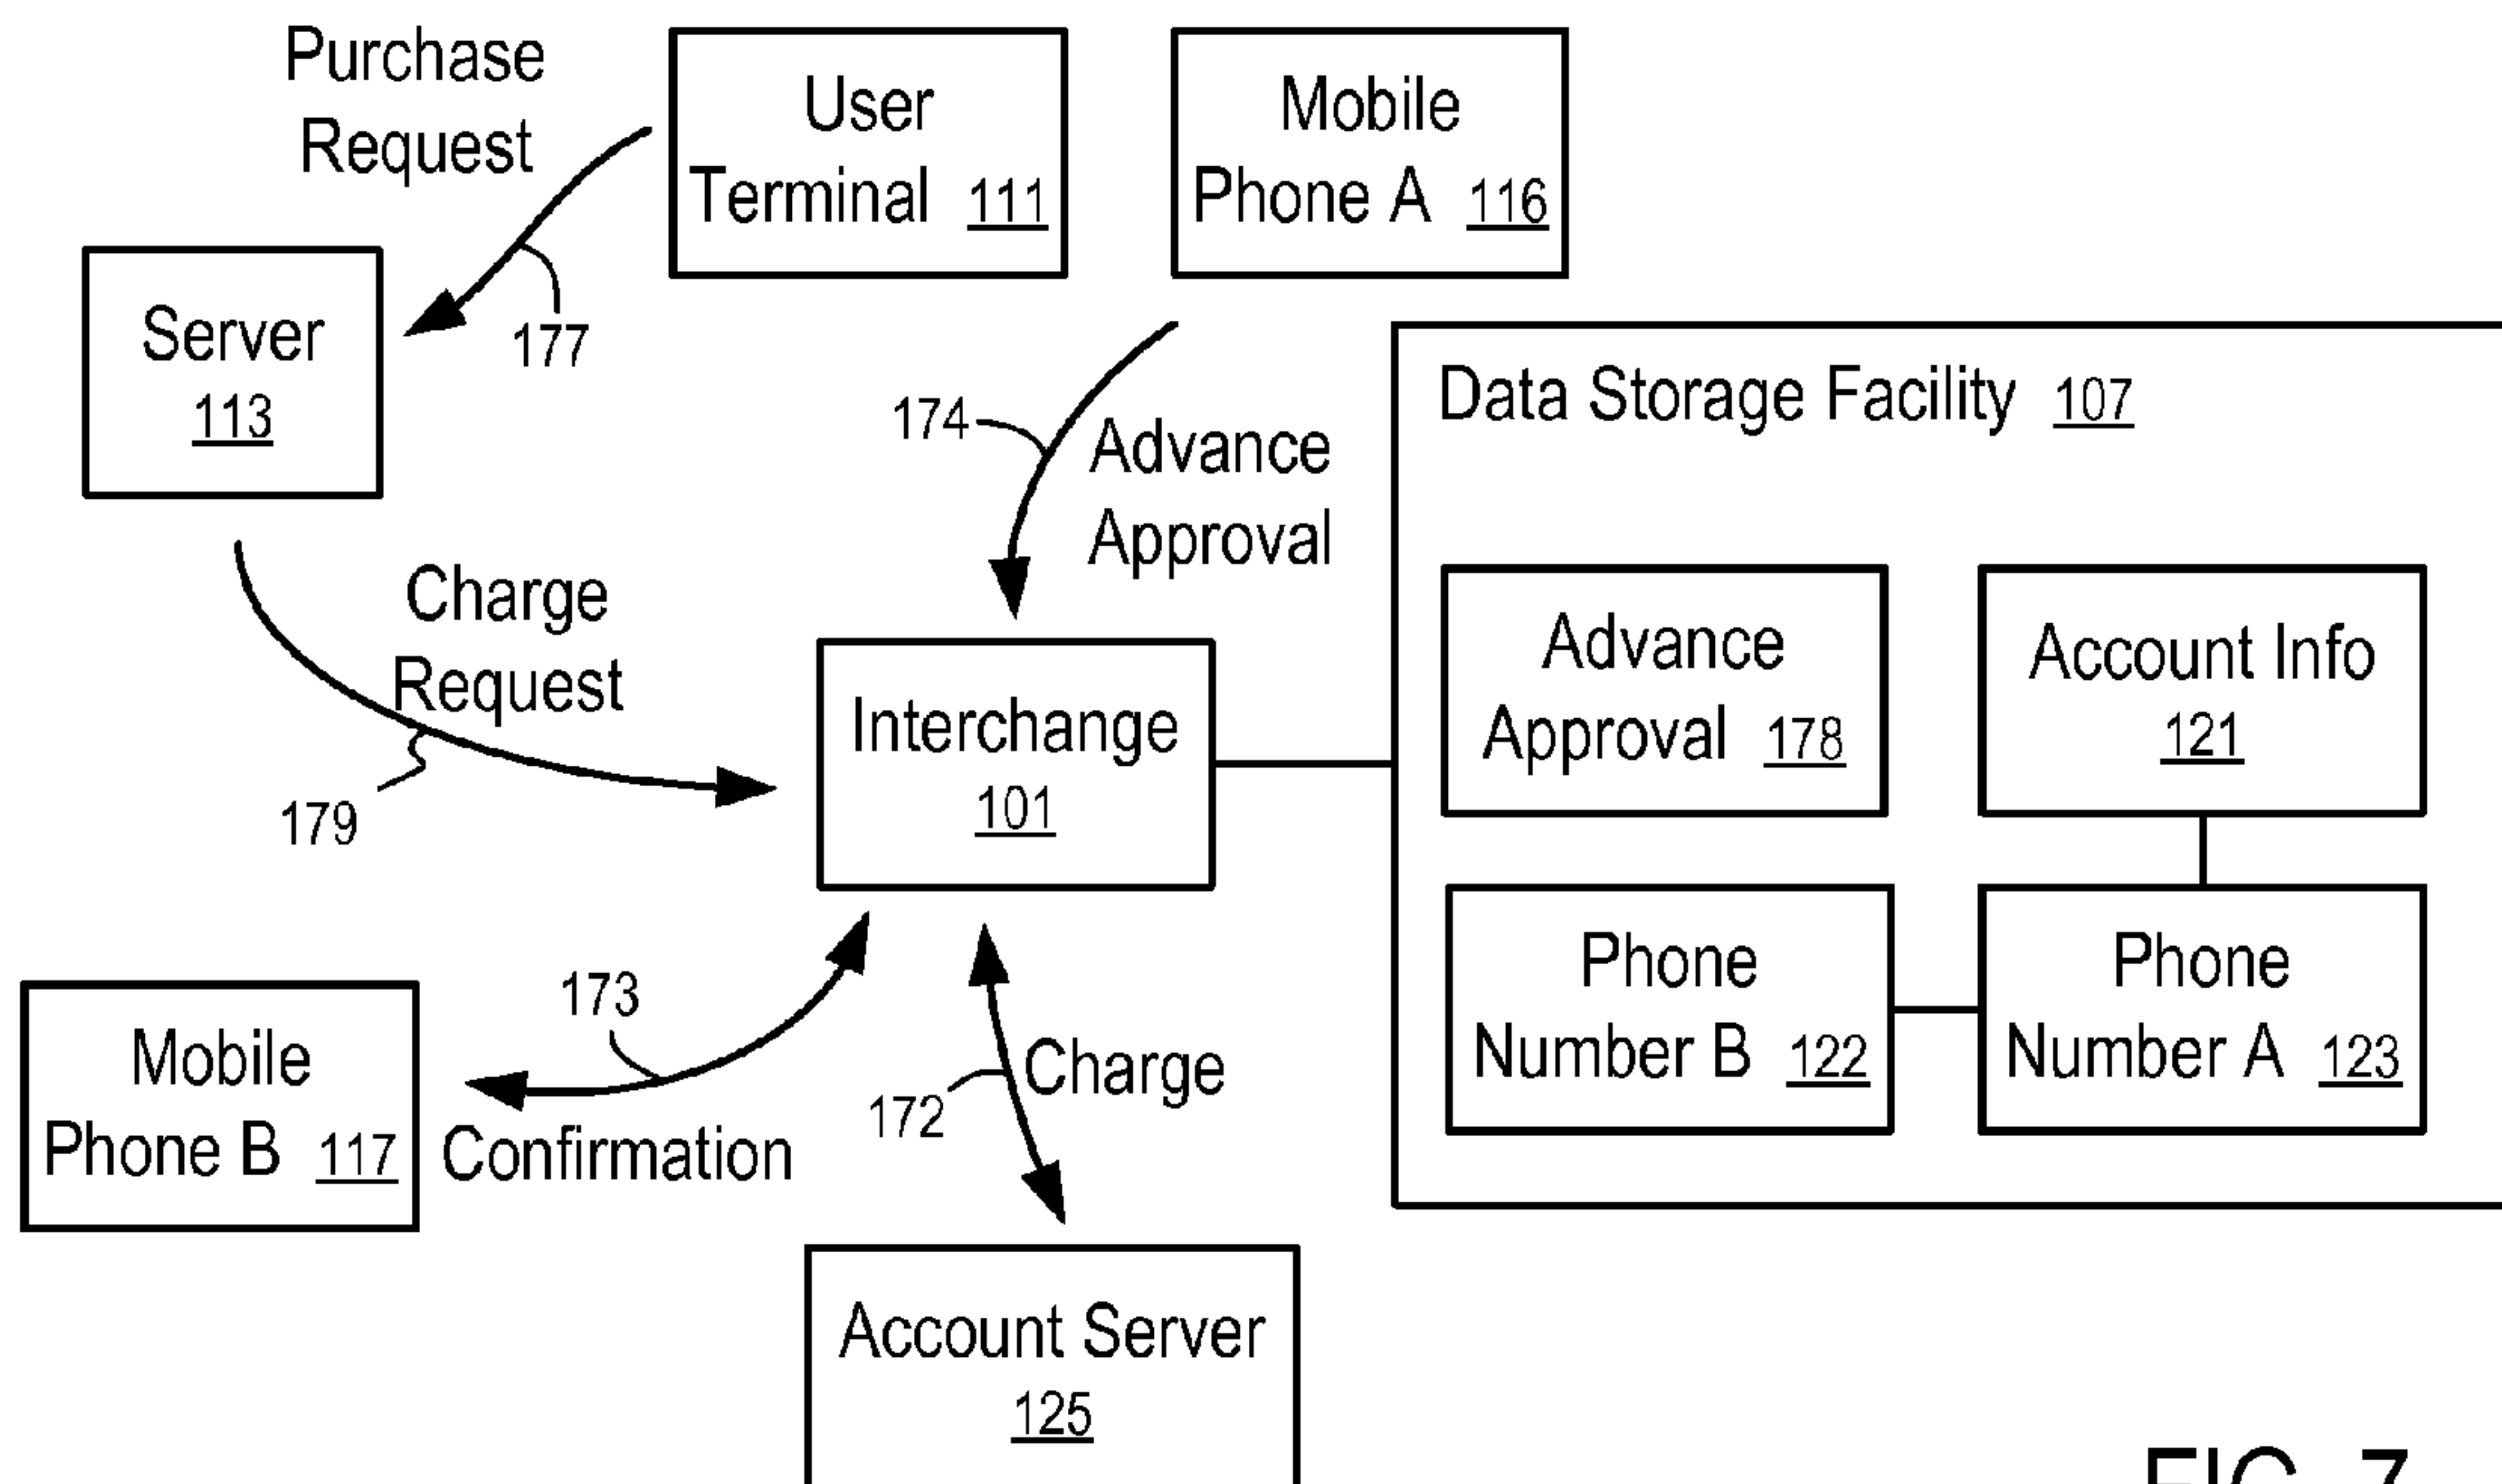 Purchase
Request
User
Terminal 111
Mobile
Phone A 116
177
Server
113
174
Advance
Approval
Data Storage Facility 107
Charge
Request
179
Interchange
101
Advance
Approval 178
Account Info
121
Phone
Number B 122
Phone
Number A 123
173
Mobile
Phone B 117
Confirmation
172
Charge
Account Server
125
FIG. 7